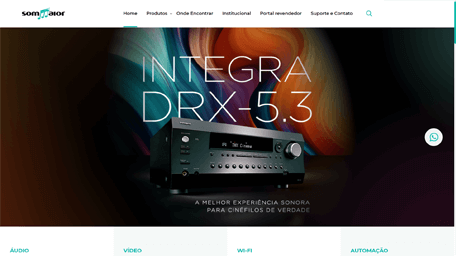 som maior
Home Produtos Onde Encontrar Institucional Portal revendedor Suporte e Contato
INTEGRA
DRX-5.3
A MELHOR EXPERIÊNCIA SONORA
PARA CINÉFILOS DE VERDADE
ÁUDIO VÍDEO WI-FI AUTOMAÇÃO